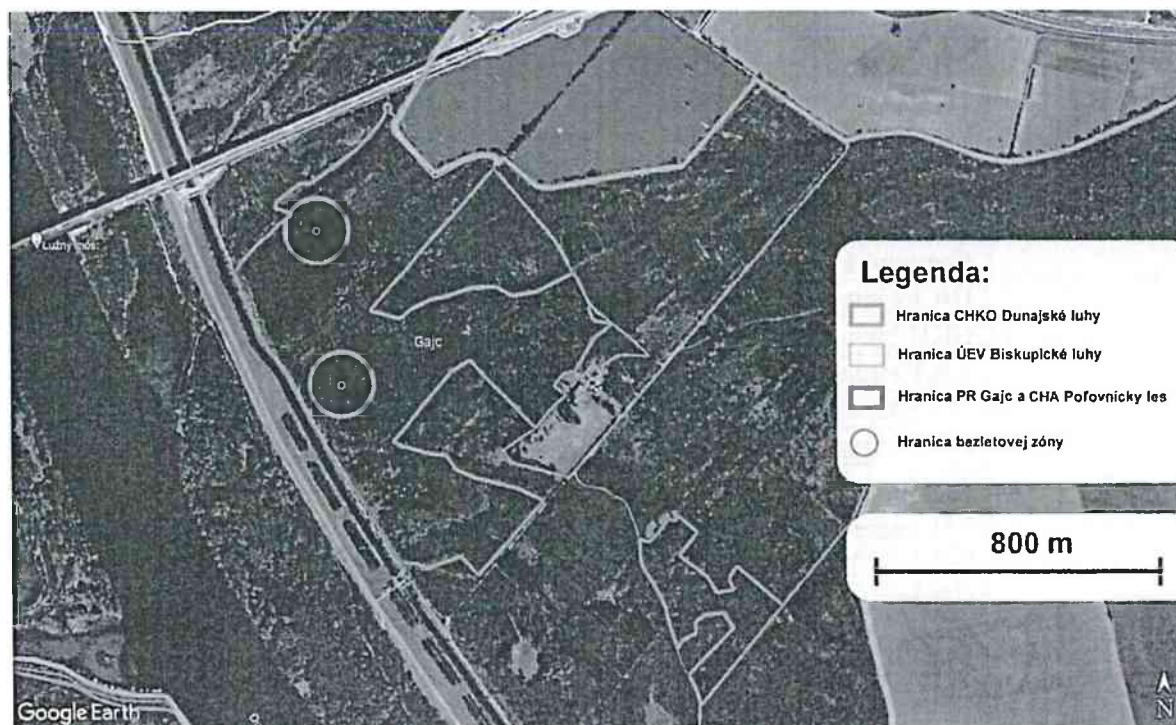 Lužný mos
Gajc
Legenda:
Hranica CHKO Dunajské luhy
Hranica ÚEV Biskupické luhy
Hranica PR Gajc a CHA Poľovnícky les
Hranica bezletovej zóny
800 m
Google Earth
N